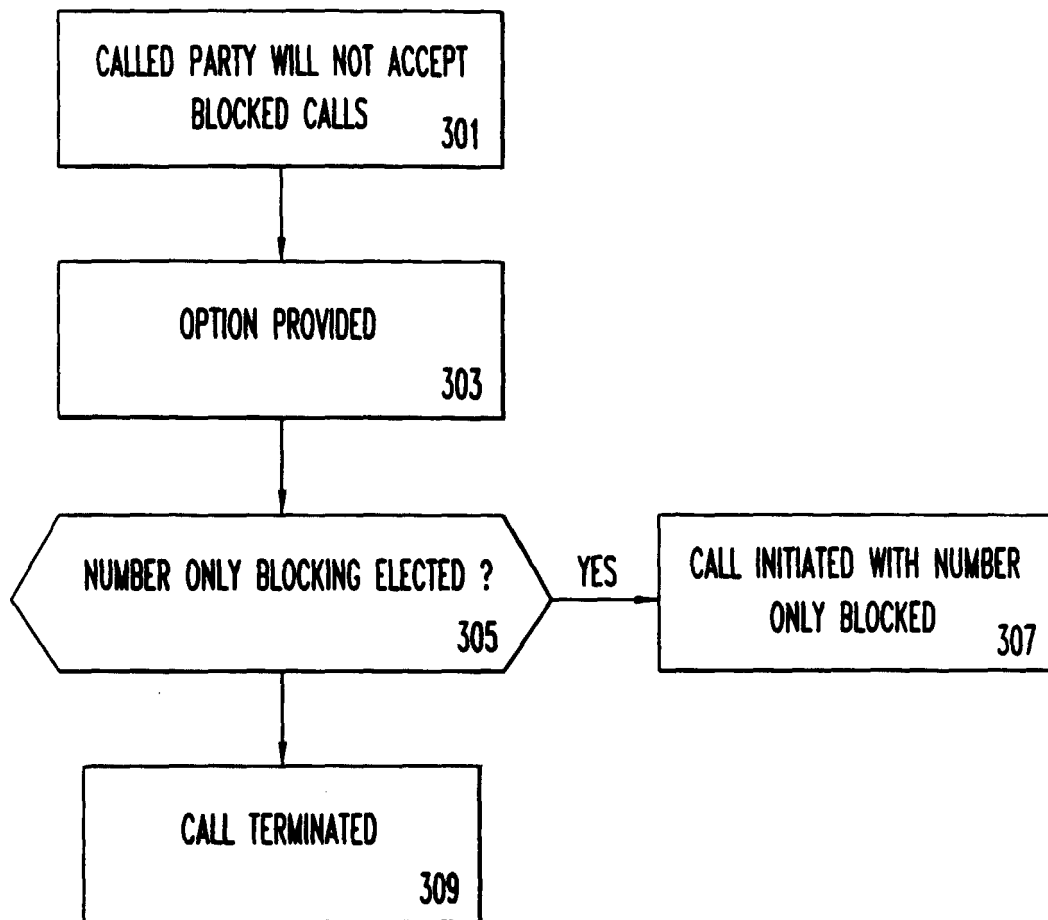 CALLED PARTY WILL NOT ACCEPT
BLOCKED CALLS
301
OPTION PROVIDED
303
NUMBER ONLY BLOCKING ELECTED ?
305
YES
CALL INITIATED WITH NUMBER
ONLY BLOCKED
307
CALL TERMINATED
309